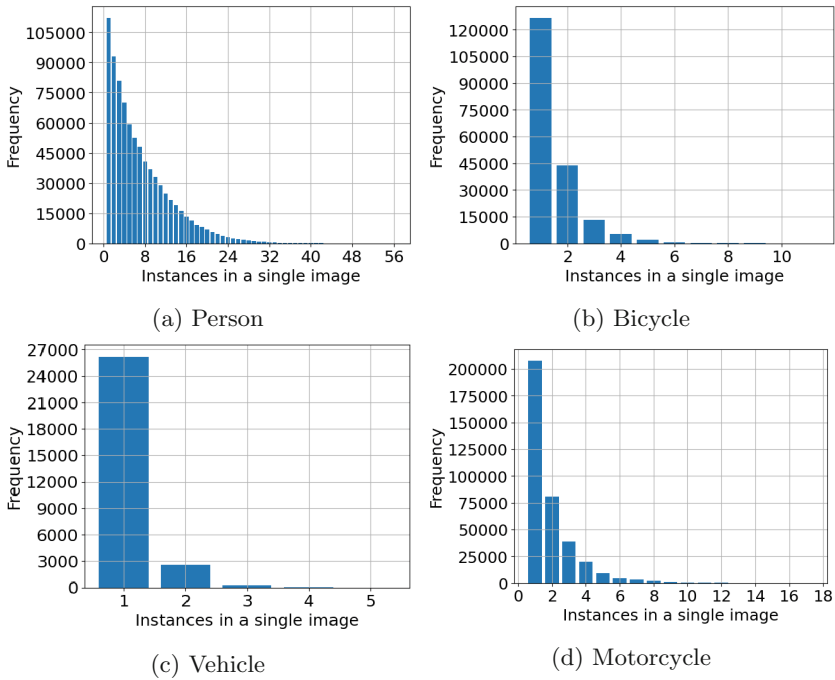 105000
90000
75000
60000
45000
30000
15000
0
Frequency
0 8 16 24 32 40 48 56
Instances in a single image
(a) Person
120000
105000
90000
75000
60000
45000
30000
15000
0
Frequency
2 4 6 8 10
Instances in a single image
(b) Bicycle
27000
24000
21000
18000
15000
12000
9000
6000
3000
0
Frequency
1 2 3 4 5
Instances in a single image
(c) Vehicle
200000
175000
150000
125000
100000
75000
50000
25000
0
Frequency
0 2 4 6 8 10 12 14 16 18
Instances in a single image
(d) Motorcycle